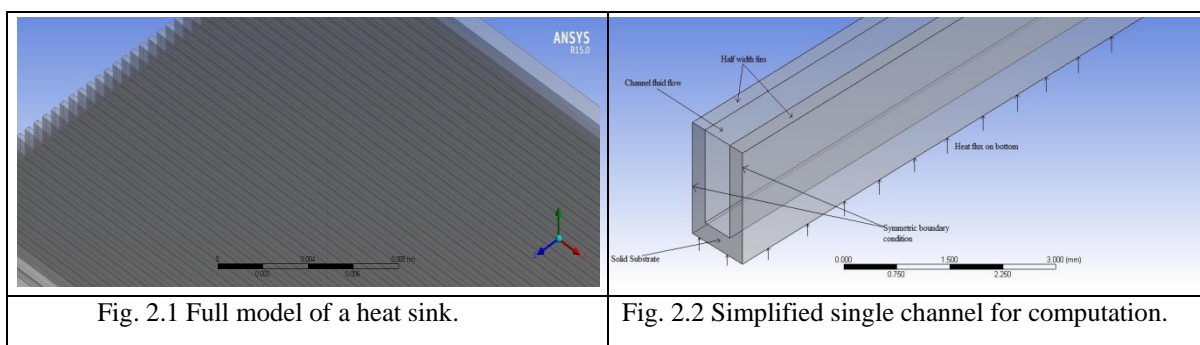 ANSYS
R15.0
0
0.004
0.008 (m)
0.002
0.006
Z
Half width fins
Channel fluid flow
Heat flux on bottom
Symmetric boundary
condition
Solid Substrate
0.000
1.500
3.000 (mm)
0.750
2.250
Fig. 2.1 Full model of a heat sink.
Fig. 2.2 Simplified single channel for computation.